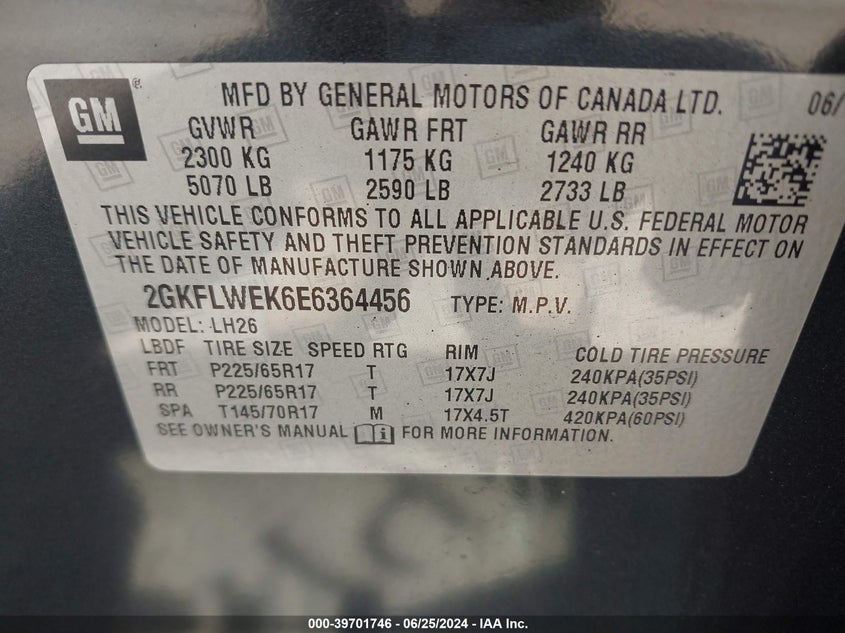 GM ®
MFD BY GENERAL MOTORS OF CANADA LTD. 06/
GVWR GAWR FRT GAWR RR
2300 KG 1175 KG 1240 KG
5070 LB 2590 LB 2733 LB
THIS VEHICLE CONFORMS TO ALL APPLICABLE U.S. FEDERAL MOTOR
VEHICLE SAFETY AND THEFT PREVENTION STANDARDS IN EFFECT ON
THE DATE OF MANUFACTURE SHOWN ABOVE.
2GKFLWEK6E6364456 TYPE: M.P.V.
MODEL: LH26
LBDF TIRE SIZE SPEED RTG RIM COLD TIRE PRESSURE
FRT P225/65R17 T 17X7J 240KPA(35PSI)
RR P225/65R17 T 17X7J 240KPA(35PSI)
SPA T145/70R17 M 17X4.5T 420KPA(60PSI)
SEE OWNER'S MANUAL FOR MORE INFORMATION.
000-39701746 - 06/25/2024 - IAA Inc.